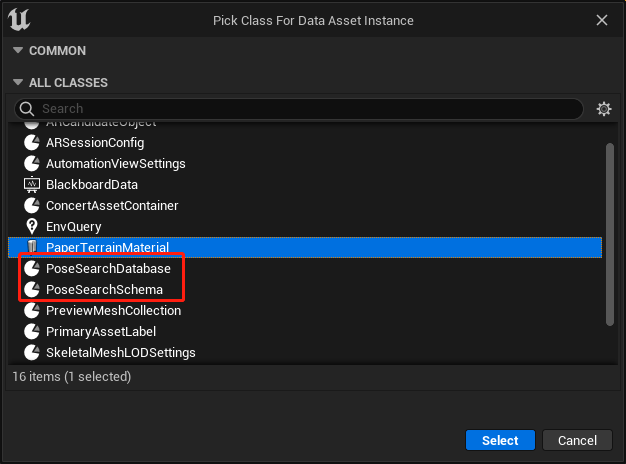 Pick Class For Data Asset Instance
COMMON
ALL CLASSES
Search
ARCandidateObject
ARSessionConfig
AutomationViewSettings
BlackboardData
ConcertAssetContainer
EnvQuery
PaperTerrainMaterial
PoseSearchDatabase
PoseSearchSchema
PreviewMeshCollection
PrimaryAssetLabel
SkeletalMeshLODSettings
16 items (1 selected)
Select Cancel